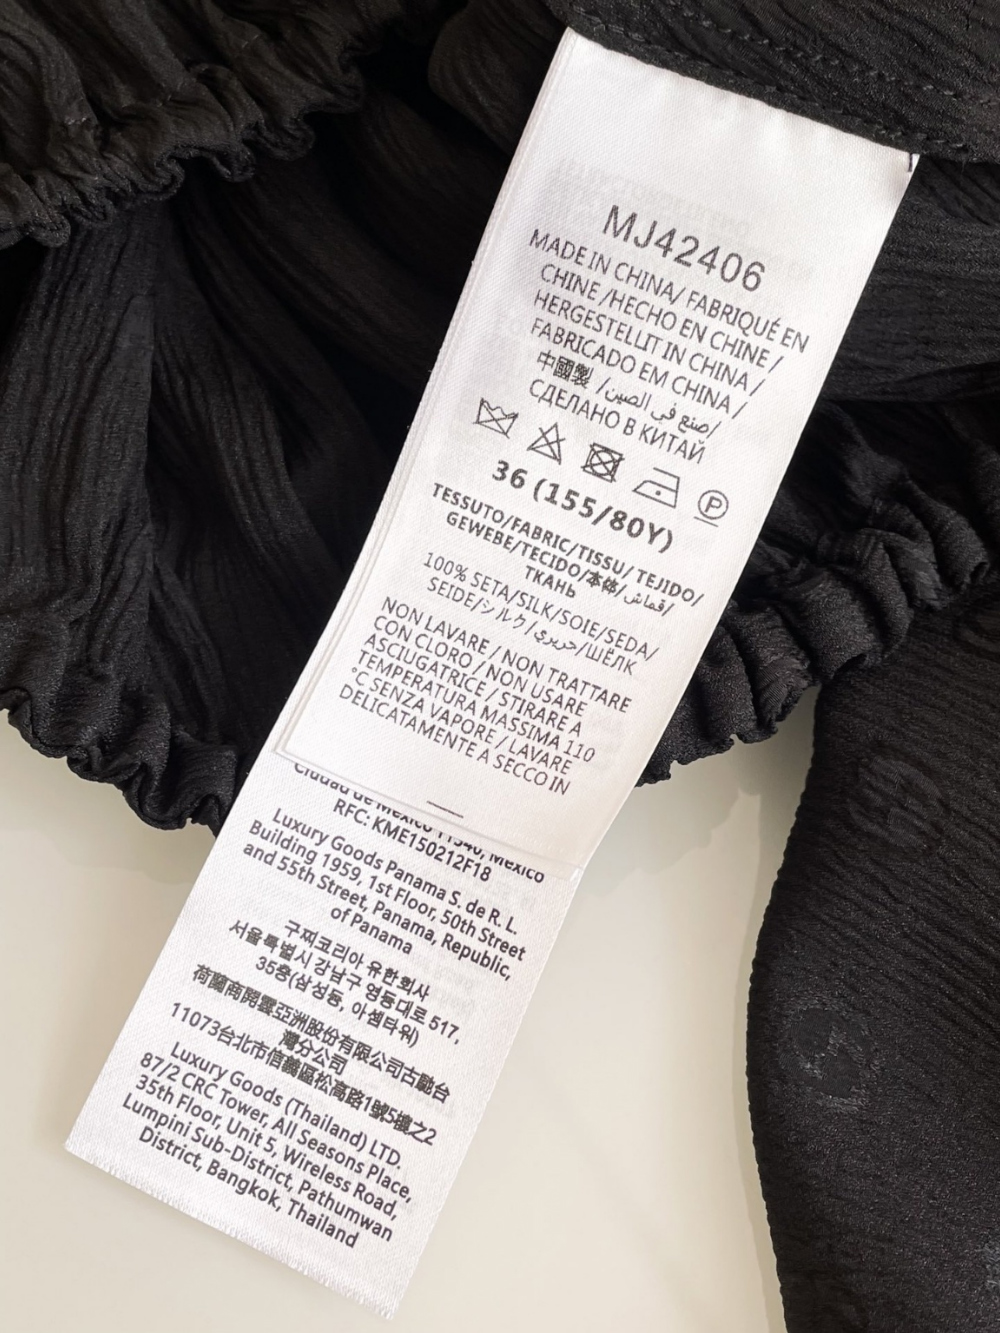 MJ42406
MADE IN CHINA/ FABRIQUÉ EN
CHINE /HECHO EN CHINE /
HERGESTELLT IN CHINA /
FABRICADO EM CHINA /
中國製 /صنع في الصين/
СДЕЛАНО В КИТАЙ
P
36 (155/80Y)
TESSUTO/FABRIC/TISSU/ TEJIDO/
GEWEBE/TECIDO/本体/قماش/
ТКАНЬ
100% SETA/SILK/SOIE/SEDA/
SEIDE/シルク/حريري/ШЁЛК
NON LAVARE / NON TRATTARE
CON CLORO / NON USARE
ASCIUGATRICE / STIRARE A
TEMPERATURA MASSIMA 110
°C SENZA VAPORE / LAVARE
DELICATAMENTE A SECCO IN
Ciudad de México 11540, México
RFC: KME150212F18
Luxury Goods Panama S. de R. L.
Building 1959, 1st Floor, 50th Street
and 55th Street, Panama, Republic,
of Panama
구찌코리아 유한회사
서울특별시 강남구 영동대로 517,
35층(삼성동, 아셈타워)
荷蘭商開雲亞洲股份有限公司古馳台
灣分公司
11073台北市信義區松高路1號5樓之2
Luxury Goods (Thailand) LTD.
87/2 CRC Tower, All Seasons Place,
35th Floor, Unit 5, Wireless Road,
Lumpini Sub-District, Pathumwan
District, Bangkok, Thailand